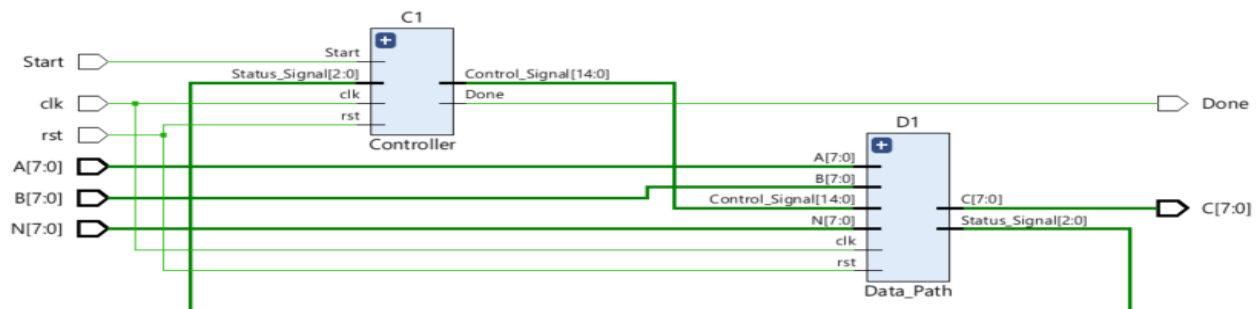 C1
Start
Start
Status_Signal[2:0]
Control_Signal[14:0]
clk
clk
Done
Done
rst
rst
Controller
D1
A[7:0]
A[7:0]
B[7:0]
B[7:0]
Control_Signal[14:0]
C[7:0]
C[7:0]
N[7:0]
N[7:0]
Status_Signal[2:0]
clk
rst
Data_Path